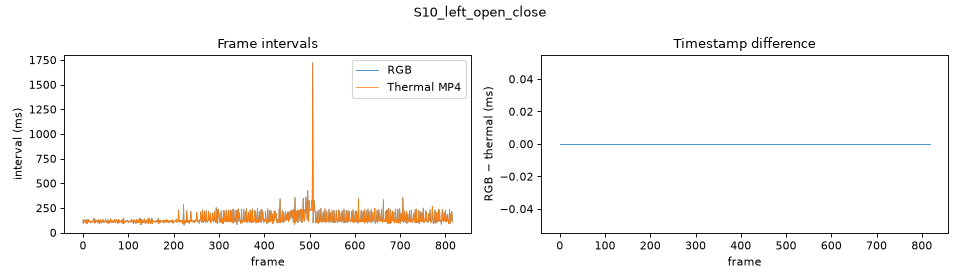 S10_left_open_close
Frame intervals
1750
1500
1250
1000
750
500
250
0
interval (ms)
RGB
Thermal MP4
0 100 200 300 400 500 600 700 800
frame
Timestamp difference
0.04
0.02
0.00
−0.02
−0.04
RGB − thermal (ms)
0 100 200 300 400 500 600 700 800
frame